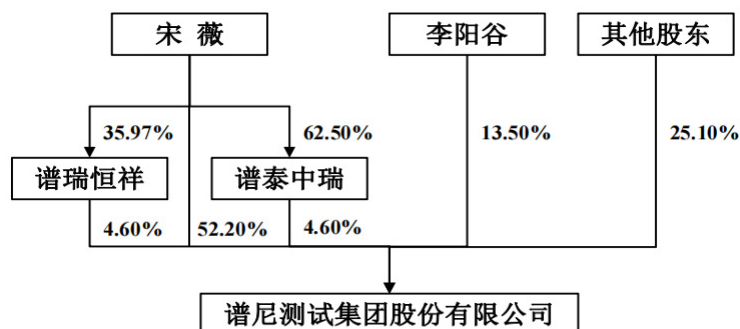 宋 薇 李阳谷 其他股东
35.97% 62.50% 13.50% 25.10%
谱瑞恒祥 谱泰中瑞
4.60% 52.20% 4.60%
谱尼测试集团股份有限公司